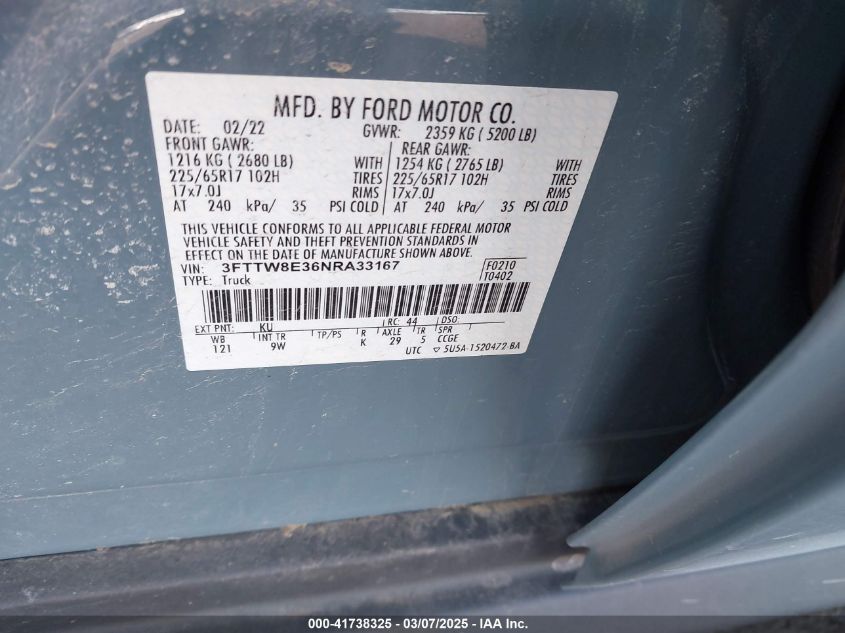 MFD. BY FORD MOTOR CO.
DATE: 02/22 GVWR: 2359 KG ( 5200 LB)
FRONT GAWR: REAR GAWR:
1216 KG ( 2680 LB) WITH 1254 KG ( 2765 LB) WITH
225/65R17 102H TIRES 225/65R17 102H TIRES
17x7.0J RIMS 17x7.0J RIMS
AT 240 kPa/ 35 PSI COLD AT 240 kPa/ 35 PSI COLD
THIS VEHICLE CONFORMS TO ALL APPLICABLE FEDERAL MOTOR
VEHICLE SAFETY AND THEFT PREVENTION STANDARDS IN
EFFECT ON THE DATE OF MANUFACTURE SHOWN ABOVE.
VIN: 3FTTW8E36NRA33167 F0210
TYPE: Truck T0402
EXT PNT: KU RC: 44 DSO:
WB INT TR TP/PS R AXLE TR SPR
121 9W K 29 5 CCGE
UTC ▽ 5U5A-1520472-BA
000-41738325 - 03/07/2025 - IAA Inc.